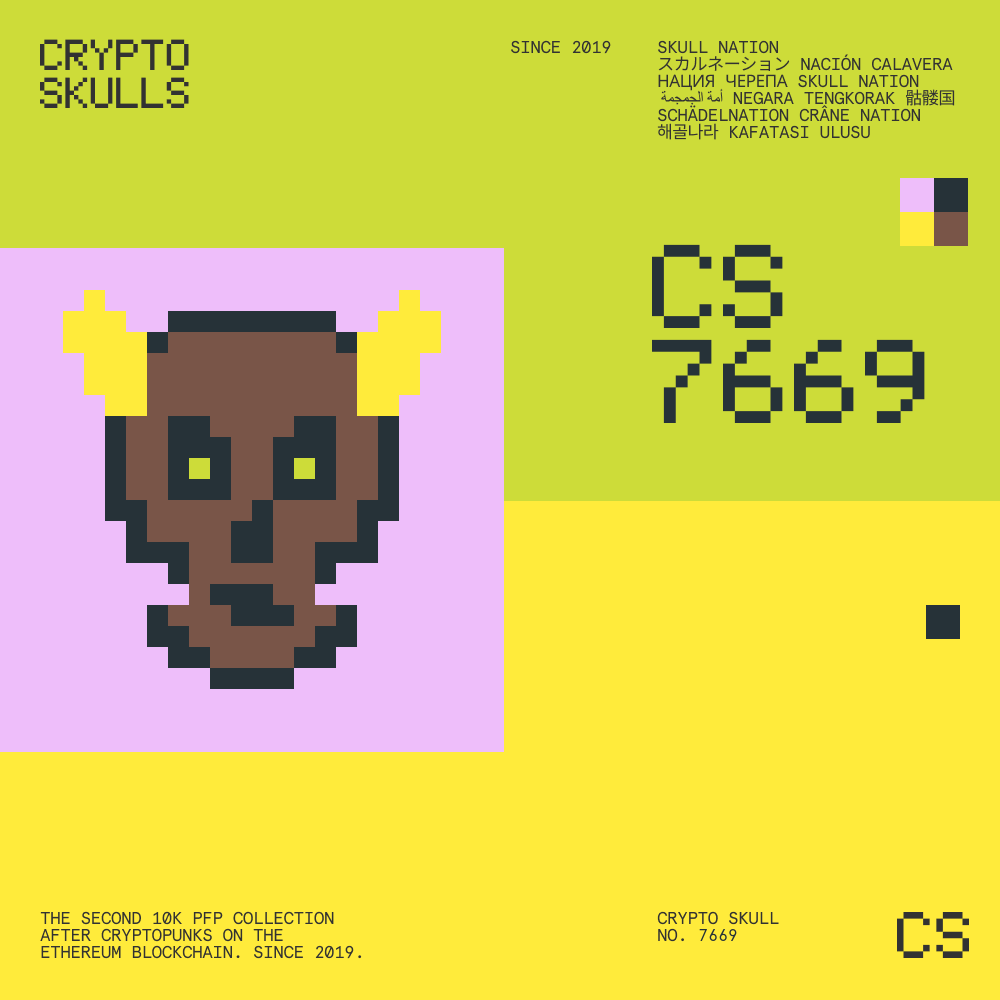 CRYPTO
SKULLS
SINCE 2019
SKULL NATION
スカルネーション NACIÓN CALAVERA
НАЦИЯ ЧЕРЕПА SKULL NATION
أمة الجمجمة NEGARA TENGKORAK 骷髅国
SCHÄDELNATION CRÂNE NATION
해골나라 KAFATASI ULUSU
CS
7669
THE SECOND 10K PFP COLLECTION
AFTER CRYPTOPUNKS ON THE
ETHEREUM BLOCKCHAIN. SINCE 2019.
CRYPTO SKULL
NO. 7669
CS